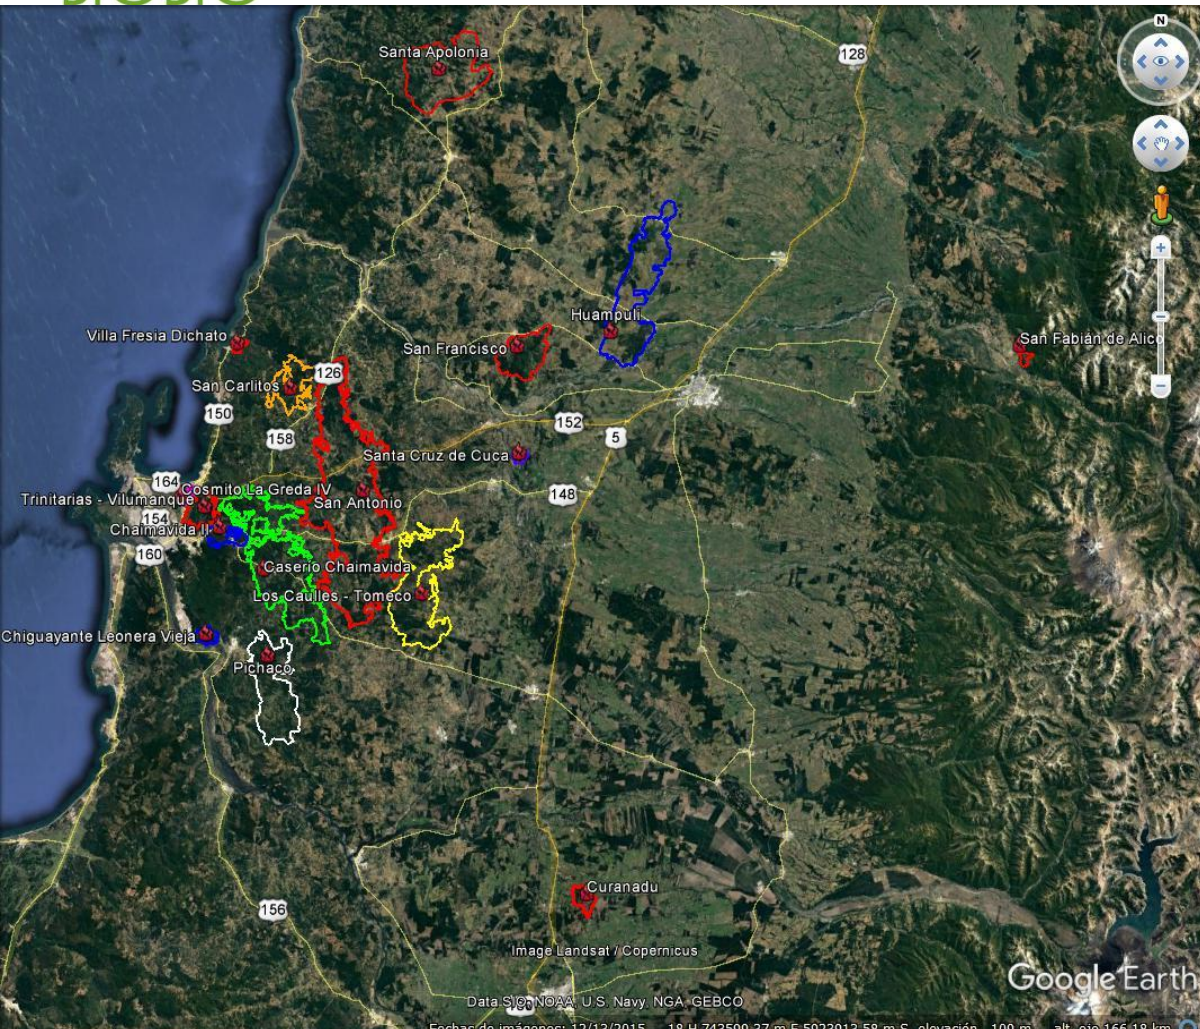 N
Santa Apolonia
128
Huampuli
Villa Fresia Dichato
San Francisco
San Fabián de Alico
126
San Carlitos
150
152
158
5
Santa Cruz de Cuca
164
Cosmito La Greda IV
148
Trinitarias - Vilumanque
San Antonio
154
Chaimavida II
160
Caserio Chaimavida
Los Caulles - Tomeco
Chiguayante Leonera Vieja
Pichaco
Curanadu
156
Image Landsat / Copernicus
Google Earth
Data SIO, NOAA, U.S. Navy, NGA, GEBCO